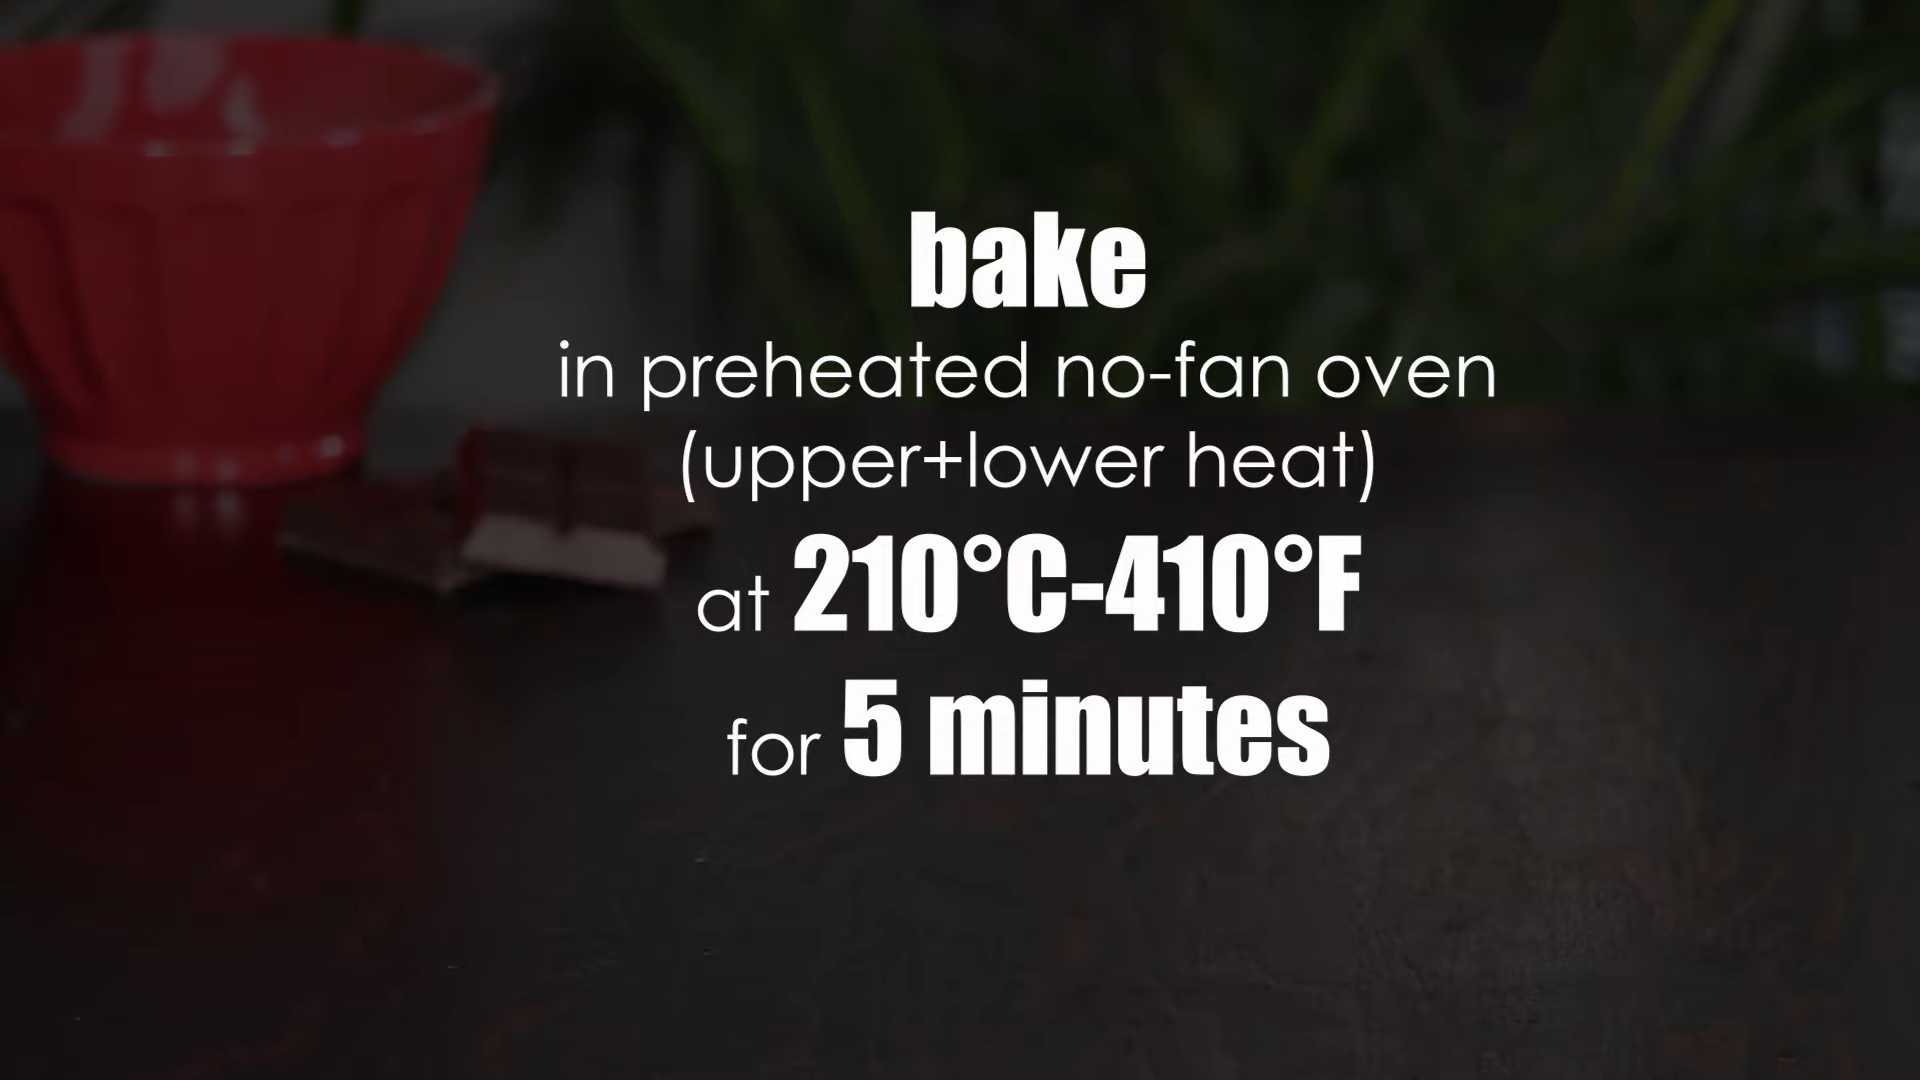 bake
in preheated no-fan oven
(upper+lower heat)
at 210°C-410°F
for 5 minutes